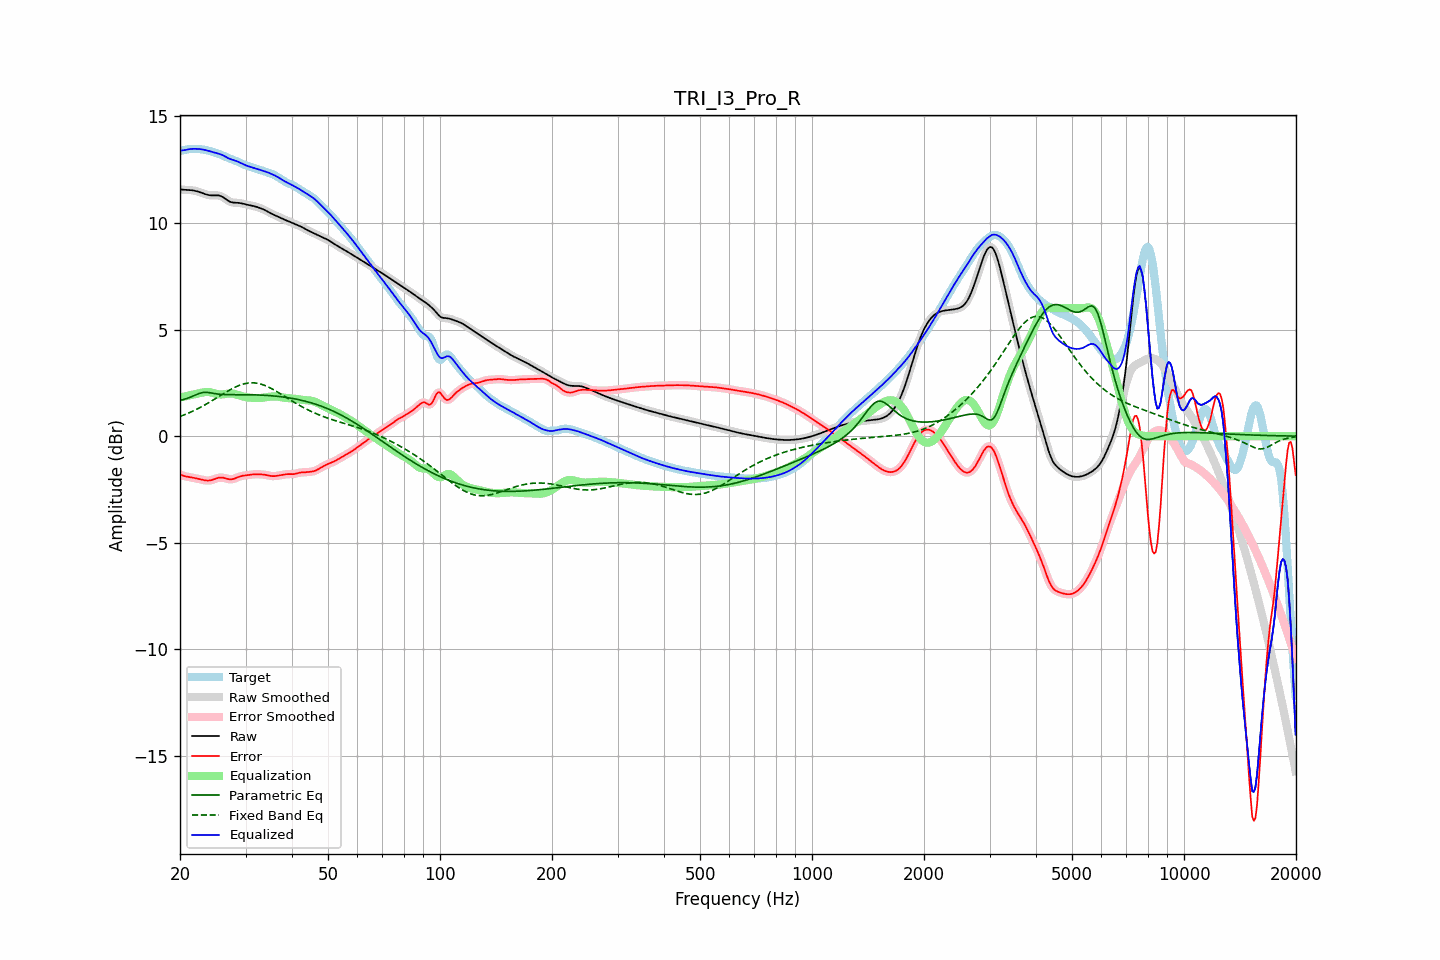 TRI_I3_Pro_R
15
10
5
0
−5
−10
−15
Amplitude (dBr)
Target
Raw Smoothed
Error Smoothed
Raw
Error
Equalization
Parametric Eq
Fixed Band Eq
Equalized
20
50
100
200
500
1000
2000
5000
10000
20000
Frequency (Hz)